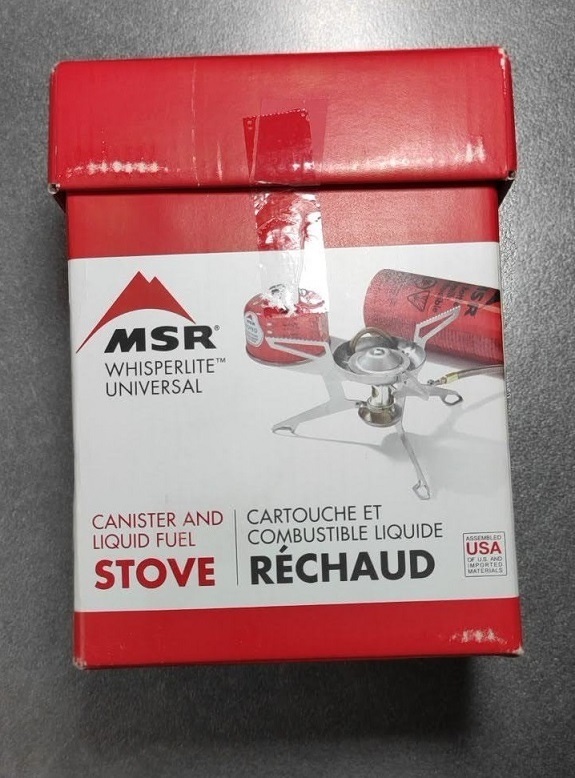 MSR®
WHISPERLITE™
UNIVERSAL
CANISTER AND
LIQUID FUEL
STOVE
CARTOUCHE ET
COMBUSTIBLE LIQUIDE
RÉCHAUD
ASSEMBLED
USA
OF U.S. AND
IMPORTED
MATERIALS